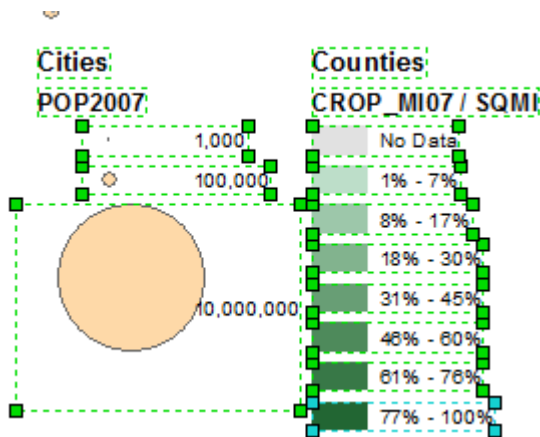 Cities
POP2007
1,000
100,000
10,000,000
Counties
CROP_MI07 / SQMI
No Data
1% - 7%
8% - 17%
18% - 30%
31% - 45%
46% - 60%
61% - 76%
77% - 100%